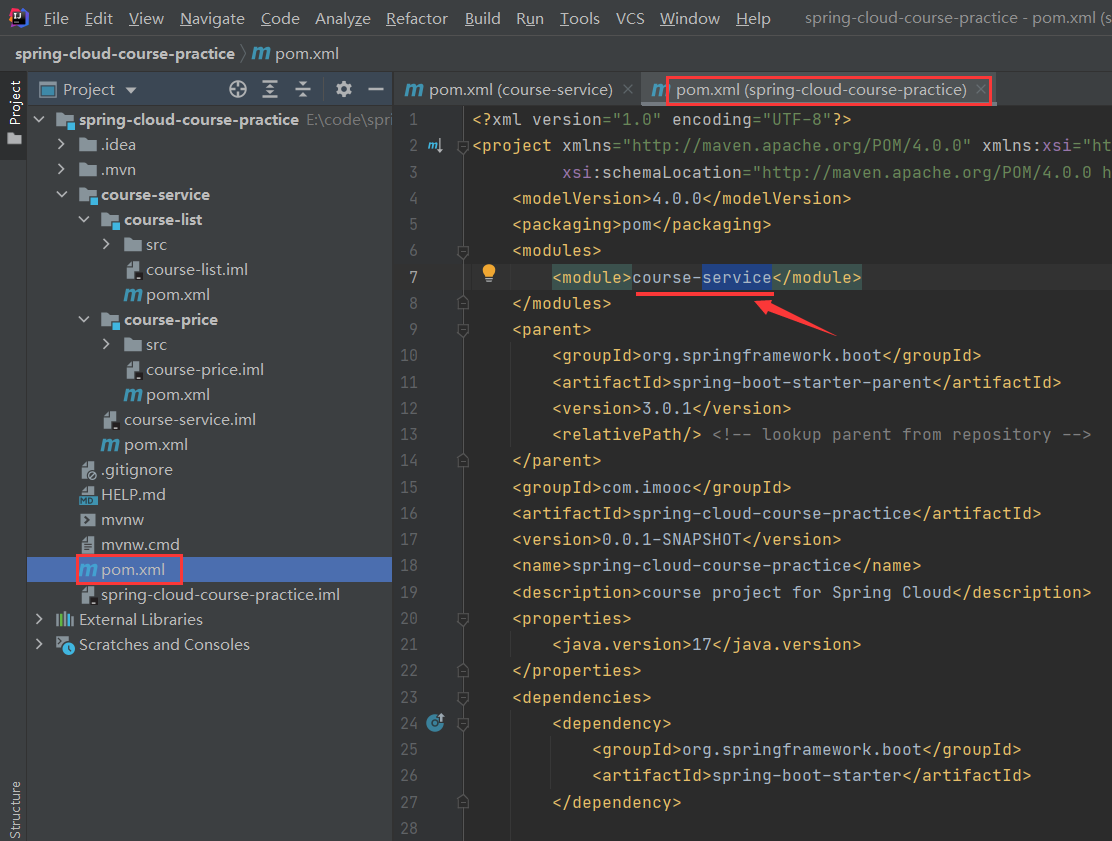 File Edit View Navigate Code Analyze Refactor Build Run Tools VCS Window Help spring-cloud-course-practice - pom.xml (s
spring-cloud-course-practice pom.xml
Project
Structure
Project
spring-cloud-course-practice E:\code\spri
.idea
.mvn
course-service
course-list
src
course-list.iml
pom.xml
course-price
src
course-price.iml
pom.xml
course-service.iml
pom.xml
.gitignore
HELP.md
mvnw
mvnw.cmd
pom.xml
spring-cloud-course-practice.iml
External Libraries
Scratches and Consoles
pom.xml (course-service) pom.xml (spring-cloud-course-practice)
1 <?xml version="1.0" encoding="UTF-8"?>
2 <project xmlns="http://maven.apache.org/POM/4.0.0" xmlns:xsi="ht
3 xsi:schemaLocation="http://maven.apache.org/POM/4.0.0 h
4 <modelVersion>4.0.0</modelVersion>
5 <packaging>pom</packaging>
6 <modules>
7 <module>course-service</module>
8 </modules>
9 <parent>
10 <groupId>org.springframework.boot</groupId>
11 <artifactId>spring-boot-starter-parent</artifactId>
12 <version>3.0.1</version>
13 <relativePath/> <!-- lookup parent from repository -->
14 </parent>
15 <groupId>com.imooc</groupId>
16 <artifactId>spring-cloud-course-practice</artifactId>
17 <version>0.0.1-SNAPSHOT</version>
18 <name>spring-cloud-course-practice</name>
19 <description>course project for Spring Cloud</description>
20 <properties>
21 <java.version>17</java.version>
22 </properties>
23 <dependencies>
24 <dependency>
25 <groupId>org.springframework.boot</groupId>
26 <artifactId>spring-boot-starter</artifactId>
27 </dependency>
28